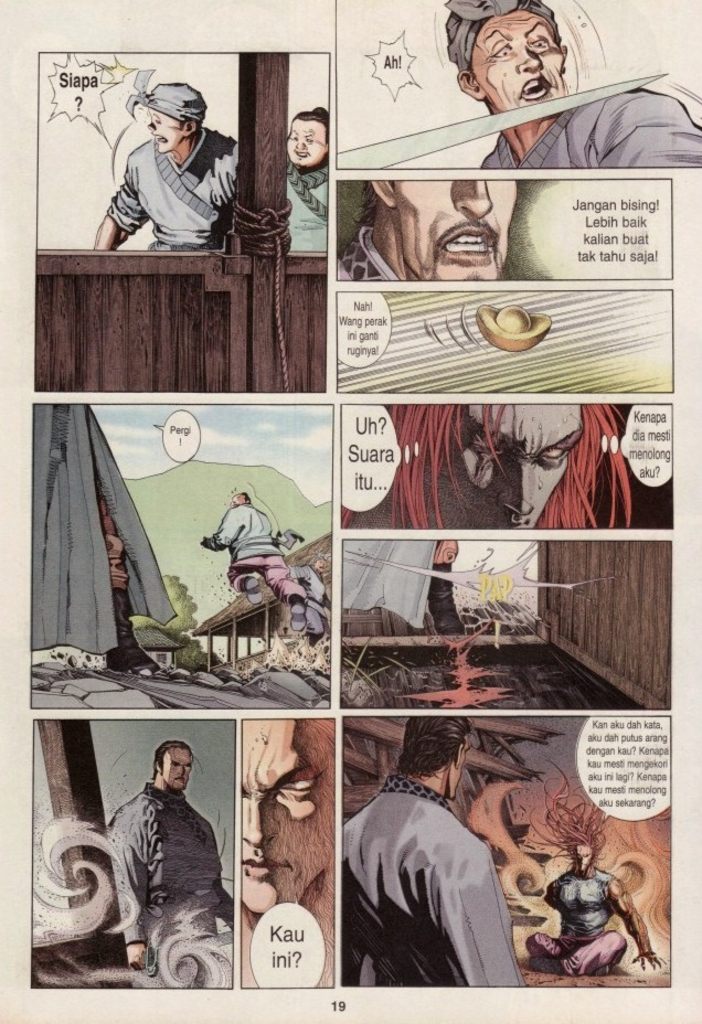 Siapa
?
Ah!
Jangan bising!
Lebih baik
kalian buat
tak tahu saja!
Nah!
Wang perak
ini ganti
ruginya!
Pergi
!
Uh?
Suara
itu...
Kenapa
dia mesti
menolong
aku?
PAP
!
Kau
ini?
Kan aku dah kata,
aku dah putus arang
dengan kau? Kenapa
kau mesti mengekori
aku ini lagi? Kenapa
kau mesti menolong
aku sekarang?
19